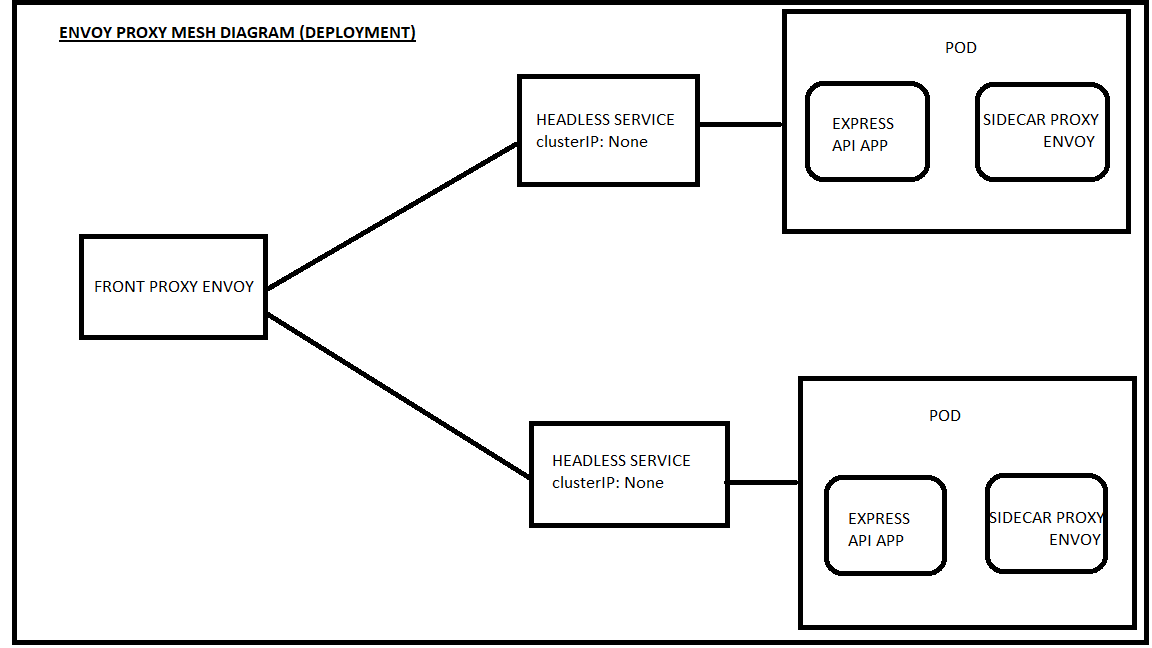 ENVOY PROXY MESH DIAGRAM (DEPLOYMENT)
POD
HEADLESS SERVICE
clusterIP: None
EXPRESS
API APP
SIDECAR PROXY
ENVOY
FRONT PROXY ENVOY
POD
HEADLESS SERVICE
clusterIP: None
EXPRESS
API APP
SIDECAR PROXY
ENVOY